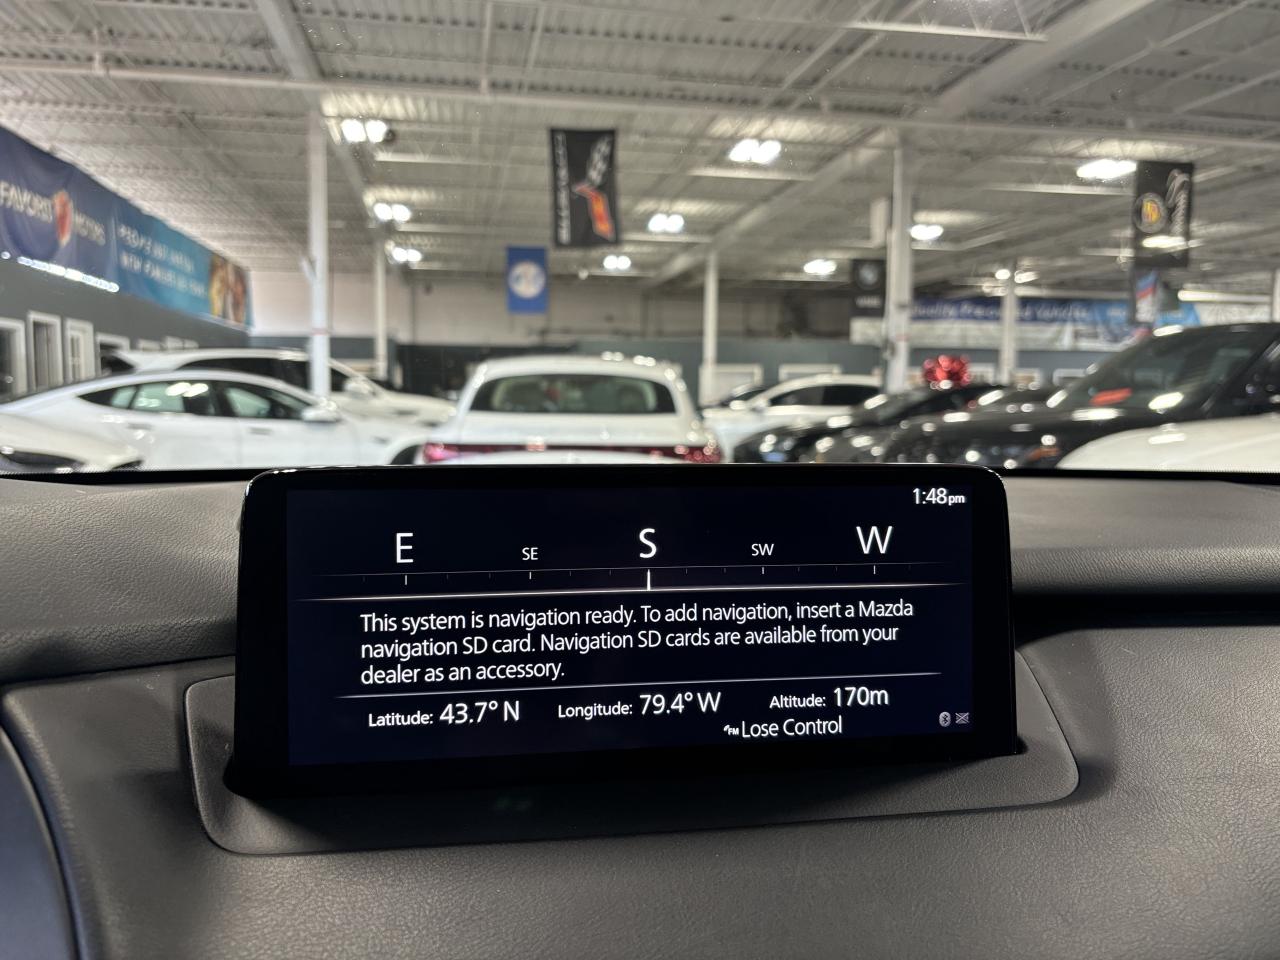 FAVORIT MOTORS
1:48pm
E SE S SW W
This system is navigation ready. To add navigation, insert a Mazda
navigation SD card. Navigation SD cards are available from your
dealer as an accessory.
Latitude: 43.7° N Longitude: 79.4° W Altitude: 170m
FM Lose Control